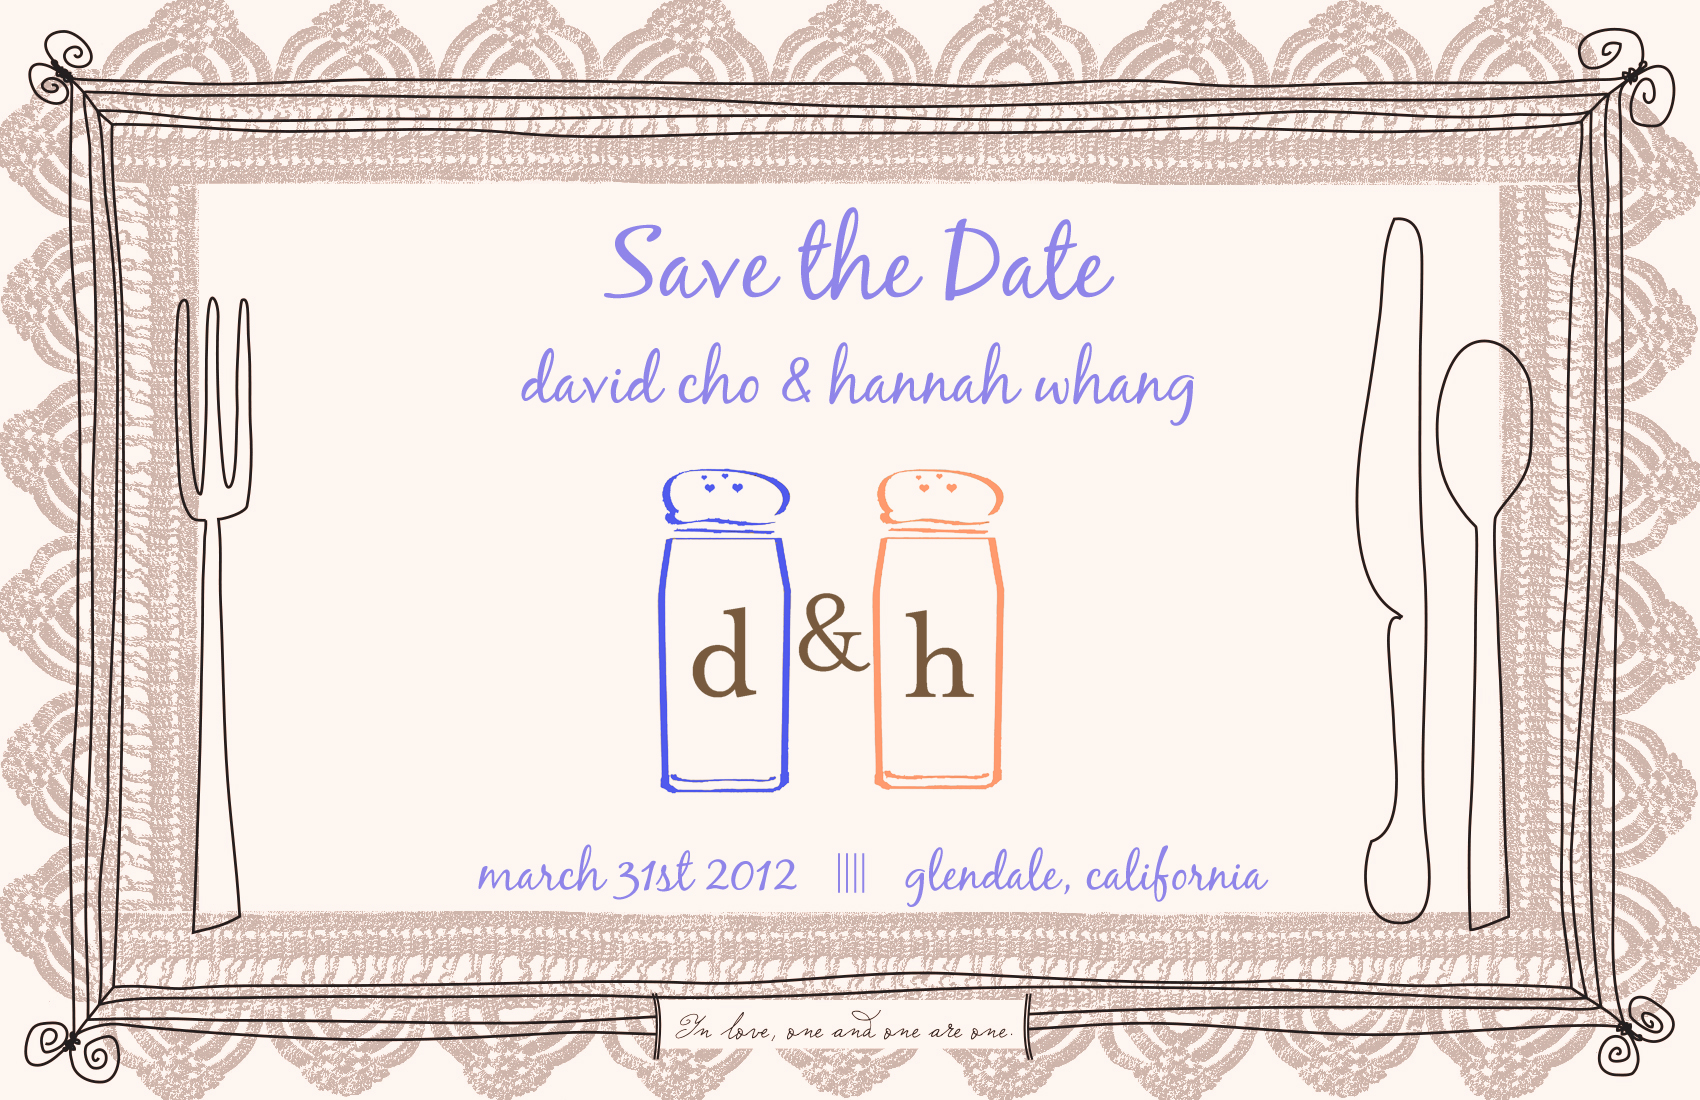 Save the Date
david cho & hannah whang
d & h
march 31st 2012 |||| glendale, california
In love, one and one are one.